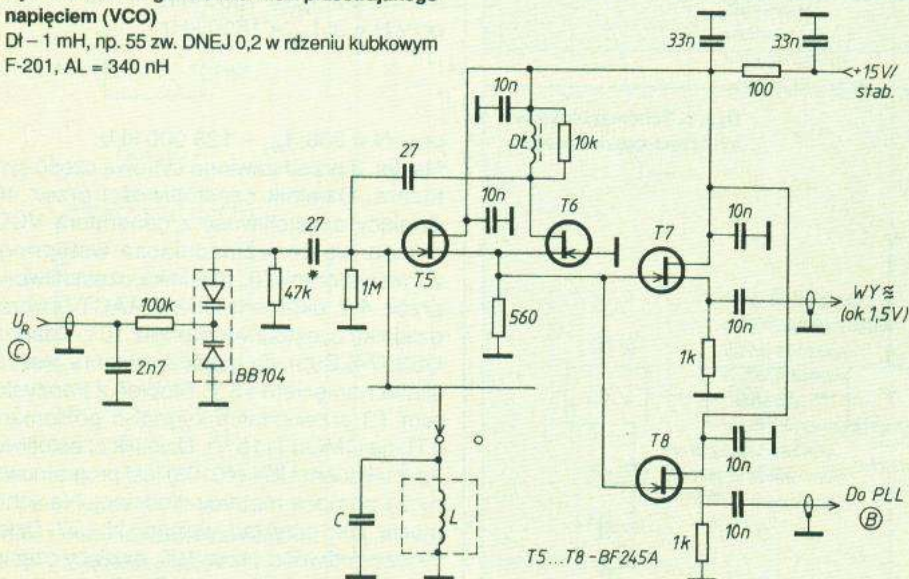 napięciem (VCO)
Dł – 1 mH, np. 55 zw. DNEJ 0,2 w rdzeniu kubkowym
F-201, AL = 340 nH
33n
33n
<+15V/
stab.
100
10n
Dł
10k
27
10n
T6
27
*
T5
T7
10n
47k
1M
560
10n
WY ≋
(ok. 1,5V)
100k
U_R
C
2n7
BB104
1k
T8
10n
C
L
10n
Do PLL
B
1k
T5...T8 - BF245A